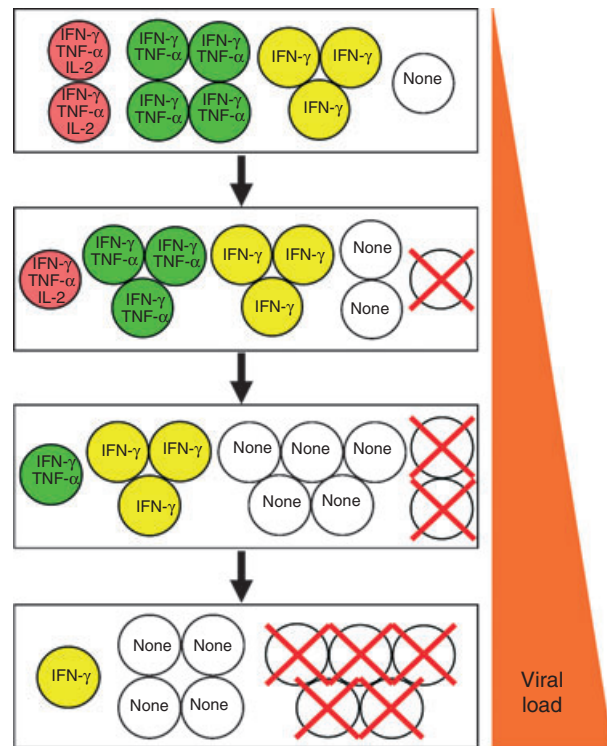 IFN-γ
TNF-α
IL-2
IFN-γ
TNF-α
IL-2
IFN-γ
TNF-α
IFN-γ
TNF-α
IFN-γ
TNF-α
IFN-γ
TNF-α
IFN-γ
IFN-γ
IFN-γ
None
IFN-γ
TNF-α
IL-2
IFN-γ
TNF-α
IFN-γ
TNF-α
IFN-γ
TNF-α
IFN-γ
IFN-γ
IFN-γ
None
None
IFN-γ
TNF-α
IFN-γ
IFN-γ
IFN-γ
None
None
None
None
None
IFN-γ
None
None
None
None
Viral
load